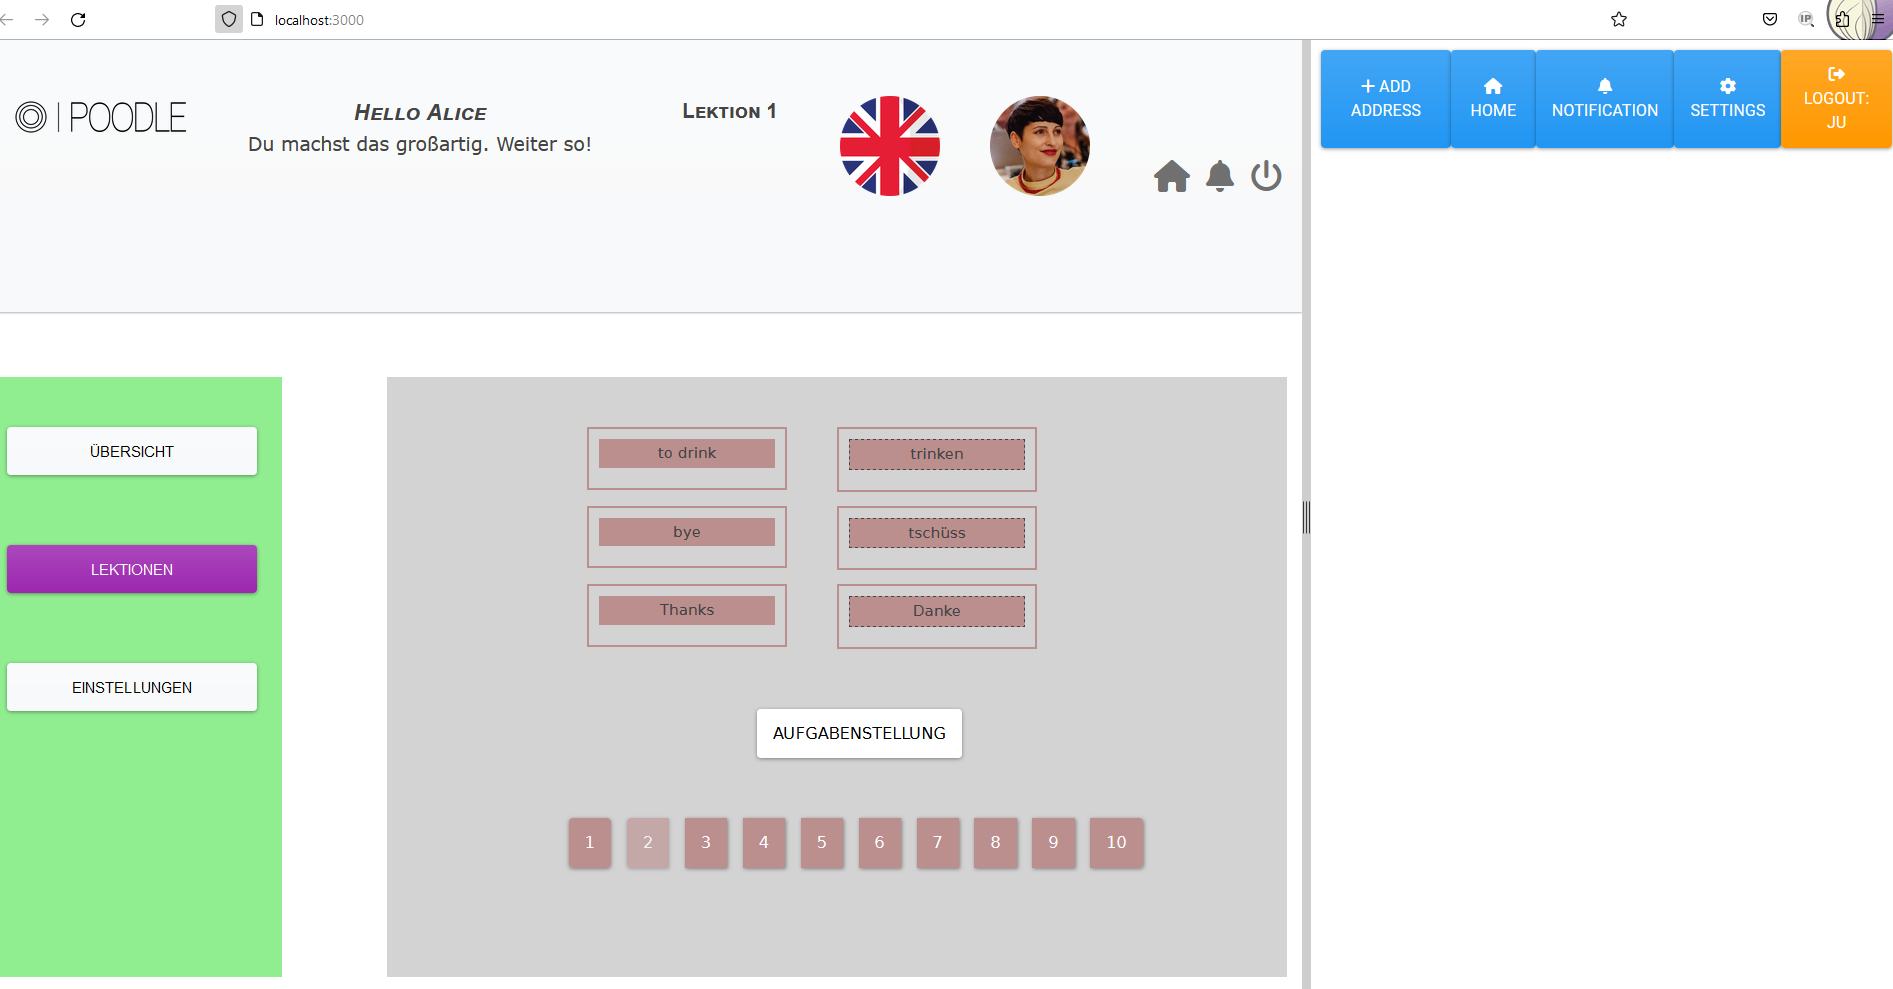 localhost:3000
IP
POODLE
Hello Alice
Du machst das großartig. Weiter so!
Lektion 1
ADD ADDRESS
HOME
NOTIFICATION
SETTINGS
LOGOUT: JU
ÜBERSICHT
LEKTIONEN
EINSTELLUNGEN
to drink
trinken
bye
tschüss
Thanks
Danke
AUFGABENSTELLUNG
1 2 3 4 5 6 7 8 9 10